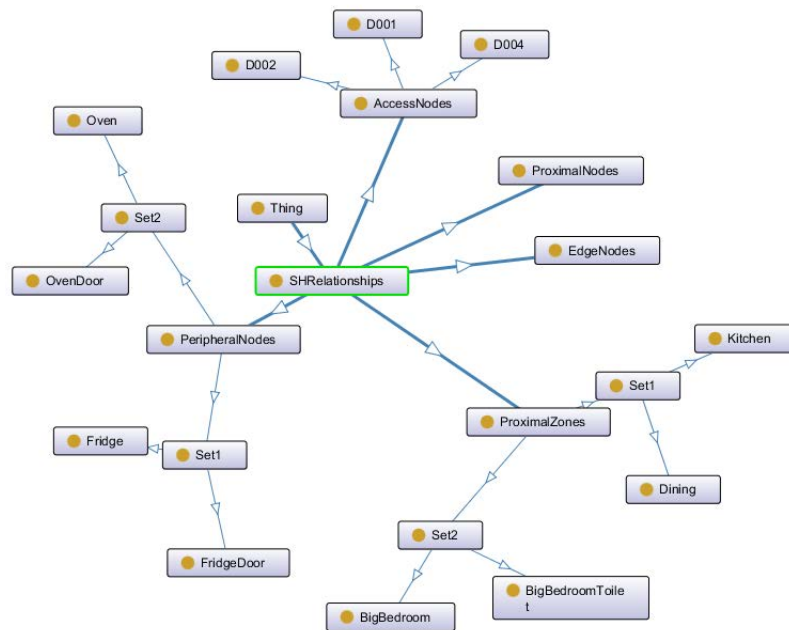 D001
D004
D002
AccessNodes
Oven
ProximalNodes
Thing
Set2
EdgeNodes
OvenDoor
SHRelationships
PeripheralNodes
Kitchen
Set1
ProximalZones
Fridge
Set1
Dining
Set2
FridgeDoor
BigBedroomToile
t
BigBedroom